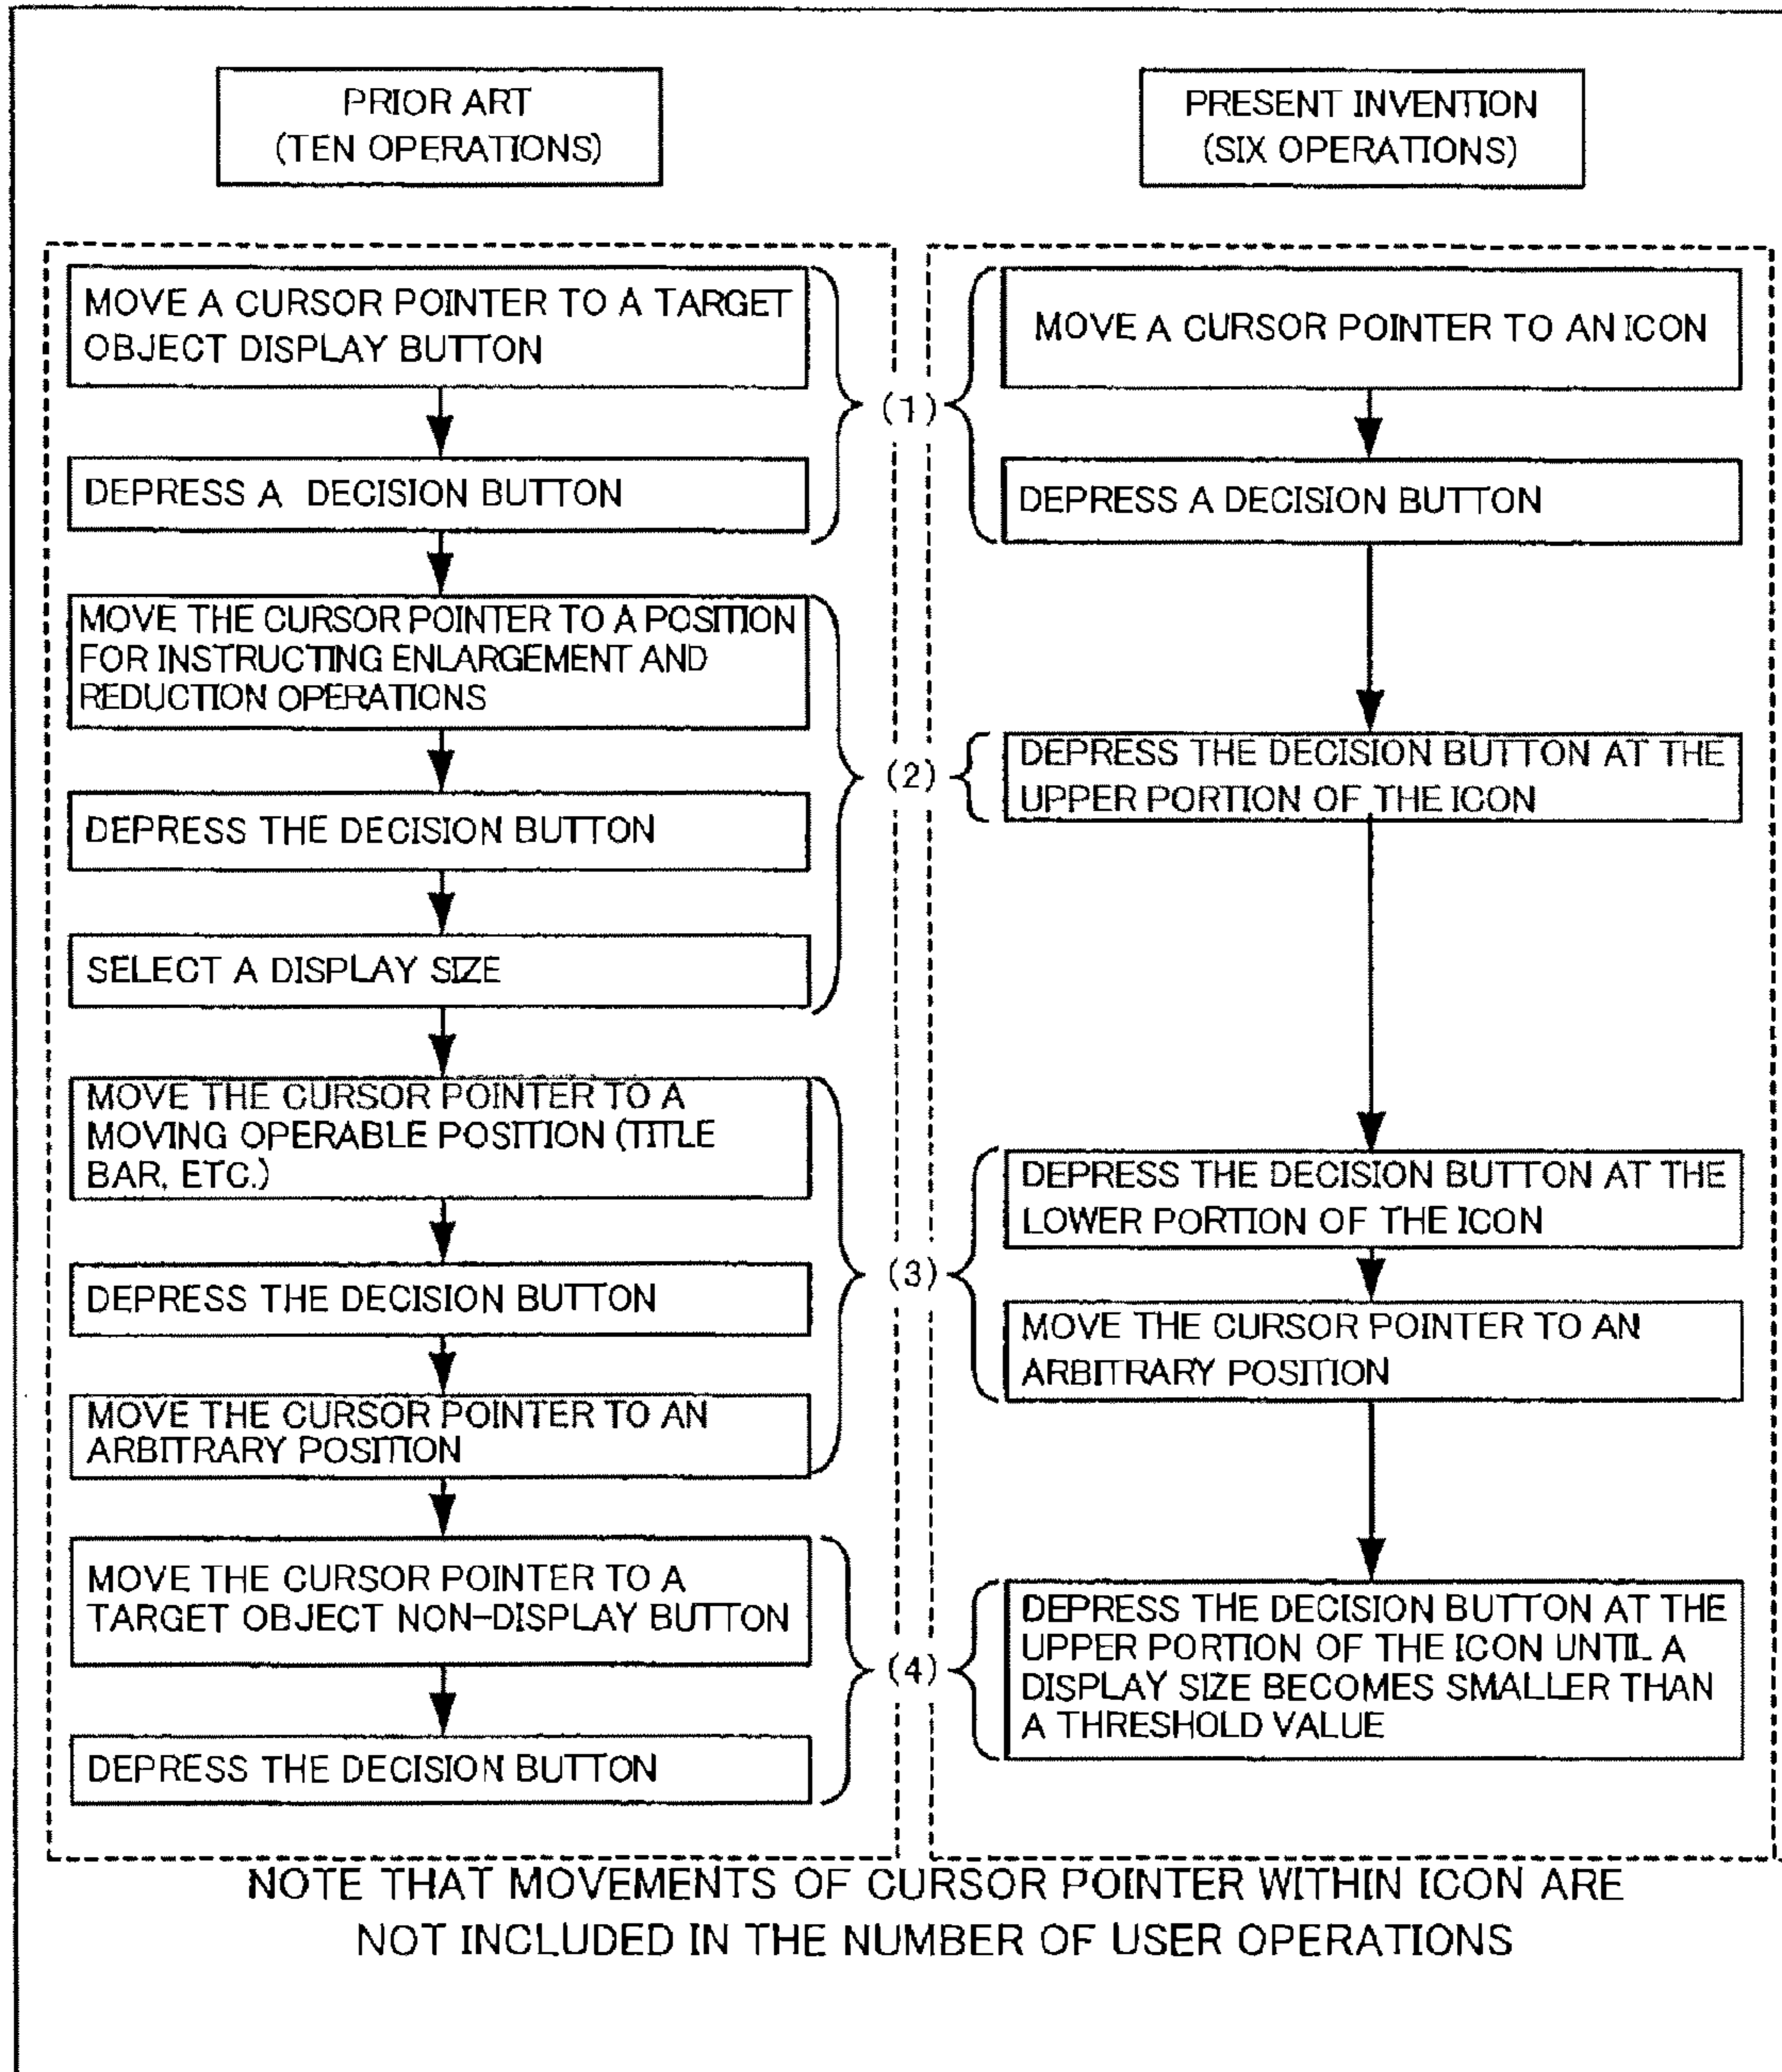 PRIOR ART
(TEN OPERATIONS)
PRESENT INVENTION
(SIX OPERATIONS)
MOVE A CURSOR POINTER TO A TARGET
OBJECT DISPLAY BUTTON
DEPRESS A DECISION BUTTON
MOVE THE CURSOR POINTER TO A POSITION
FOR INSTRUCTING ENLARGEMENT AND
REDUCTION OPERATIONS
DEPRESS THE DECISION BUTTON
SELECT A DISPLAY SIZE
MOVE THE CURSOR POINTER TO A
MOVING OPERABLE POSITION (TITLE
BAR, ETC.)
DEPRESS THE DECISION BUTTON
MOVE THE CURSOR POINTER TO AN
ARBITRARY POSITION
MOVE THE CURSOR POINTER TO A
TARGET OBJECT NON-DISPLAY BUTTON
DEPRESS THE DECISION BUTTON
(1)
(2)
(3)
(4)
MOVE A CURSOR POINTER TO AN ICON
DEPRESS A DECISION BUTTON
DEPRESS THE DECISION BUTTON AT THE
UPPER PORTION OF THE ICON
DEPRESS THE DECISION BUTTON AT THE
LOWER PORTION OF THE ICON
MOVE THE CURSOR POINTER TO AN
ARBITRARY POSITION
DEPRESS THE DECISION BUTTON AT THE
UPPER PORTION OF THE ICON UNTIL A
DISPLAY SIZE BECOMES SMALLER THAN
A THRESHOLD VALUE
NOTE THAT MOVEMENTS OF CURSOR POINTER WITHIN ICON ARE
NOT INCLUDED IN THE NUMBER OF USER OPERATIONS